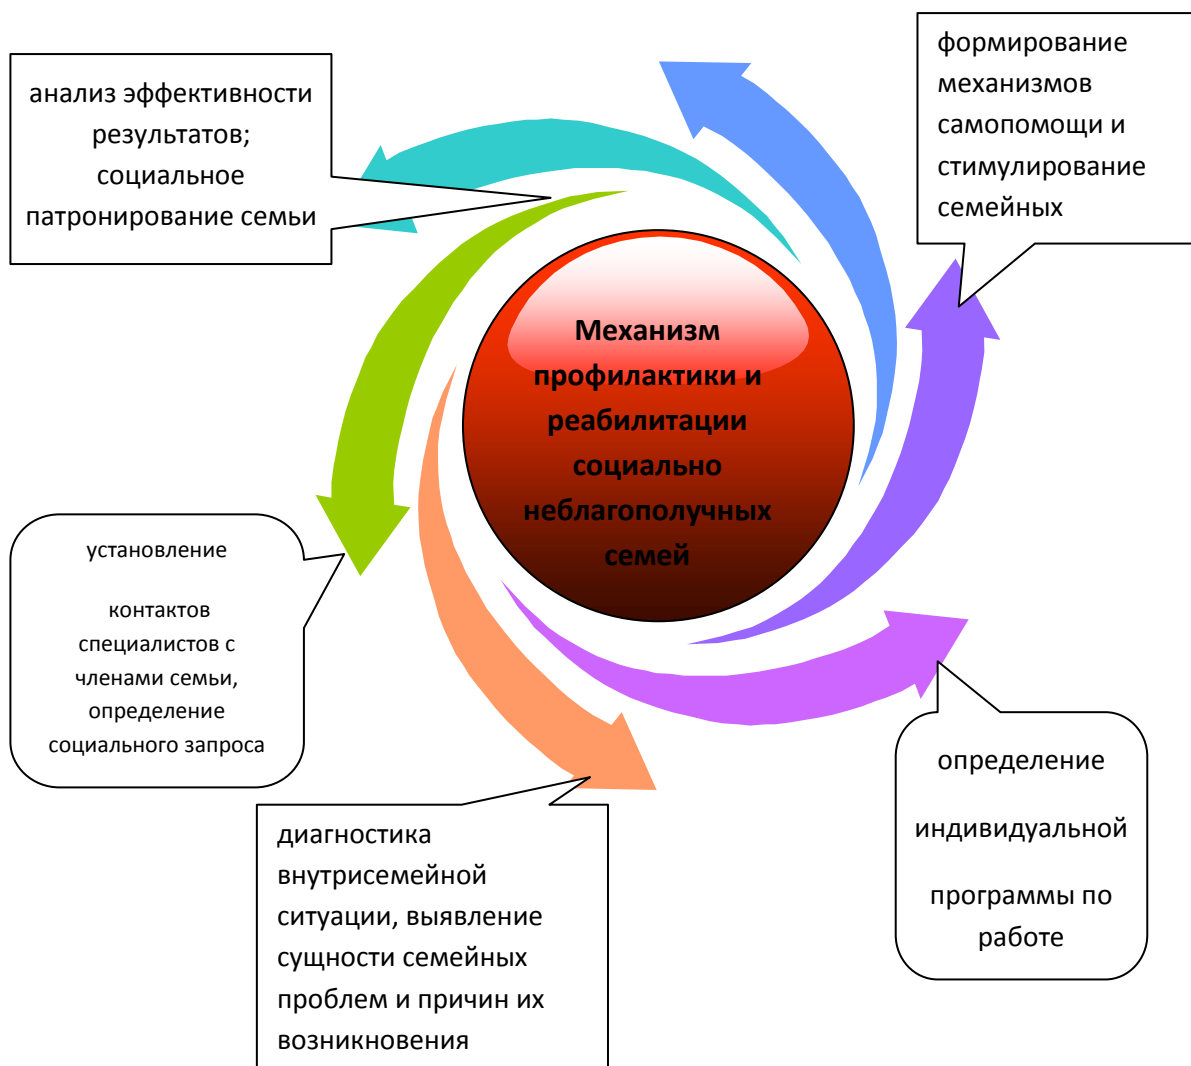 анализ эффективности
результатов;
социальное
патронирование семьи
формирование
механизмов
самопомощи и
стимулирование
семейных
Механизм
профилактики и
реабилитации
социально
неблагополучных
семей
установление
контактов
специалистов с
членами семьи,
определение
социального запроса
определение
индивидуальной
программы по
работе
диагностика
внутрисемейной
ситуации, выявление
сущности семейных
проблем и причин их
возникновения